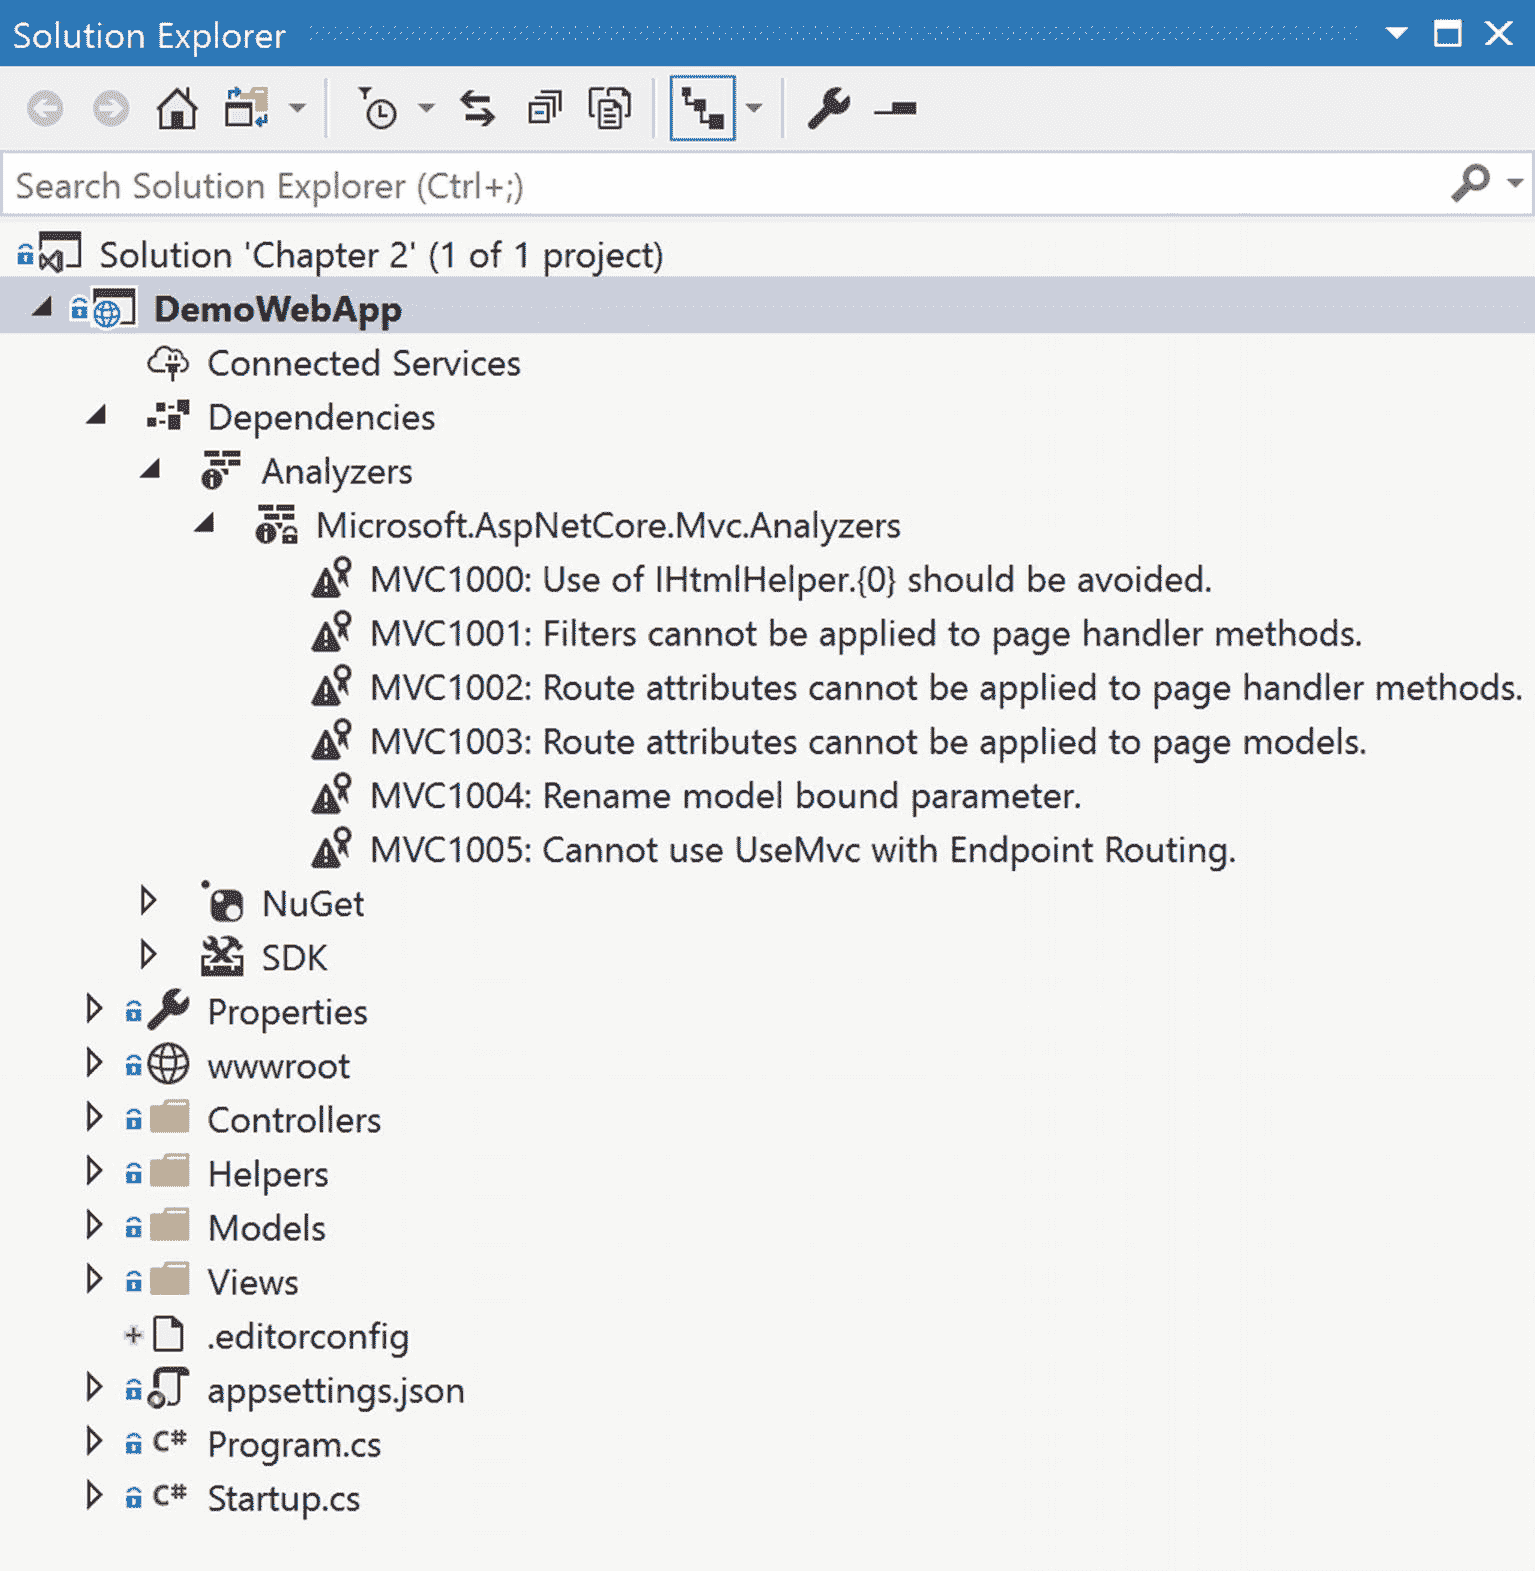 Solution Explorer
Search Solution Explorer (Ctrl+;)
Solution 'Chapter 2' (1 of 1 project)
DemoWebApp
Connected Services
Dependencies
Analyzers
Microsoft.AspNetCore.Mvc.Analyzers
MVC1000: Use of IHtmlHelper.{0} should be avoided.
MVC1001: Filters cannot be applied to page handler methods.
MVC1002: Route attributes cannot be applied to page handler methods.
MVC1003: Route attributes cannot be applied to page models.
MVC1004: Rename model bound parameter.
MVC1005: Cannot use UseMvc with Endpoint Routing.
NuGet
SDK
Properties
wwwroot
Controllers
Helpers
Models
Views
.editorconfig
appsettings.json
C# Program.cs
C# Startup.cs